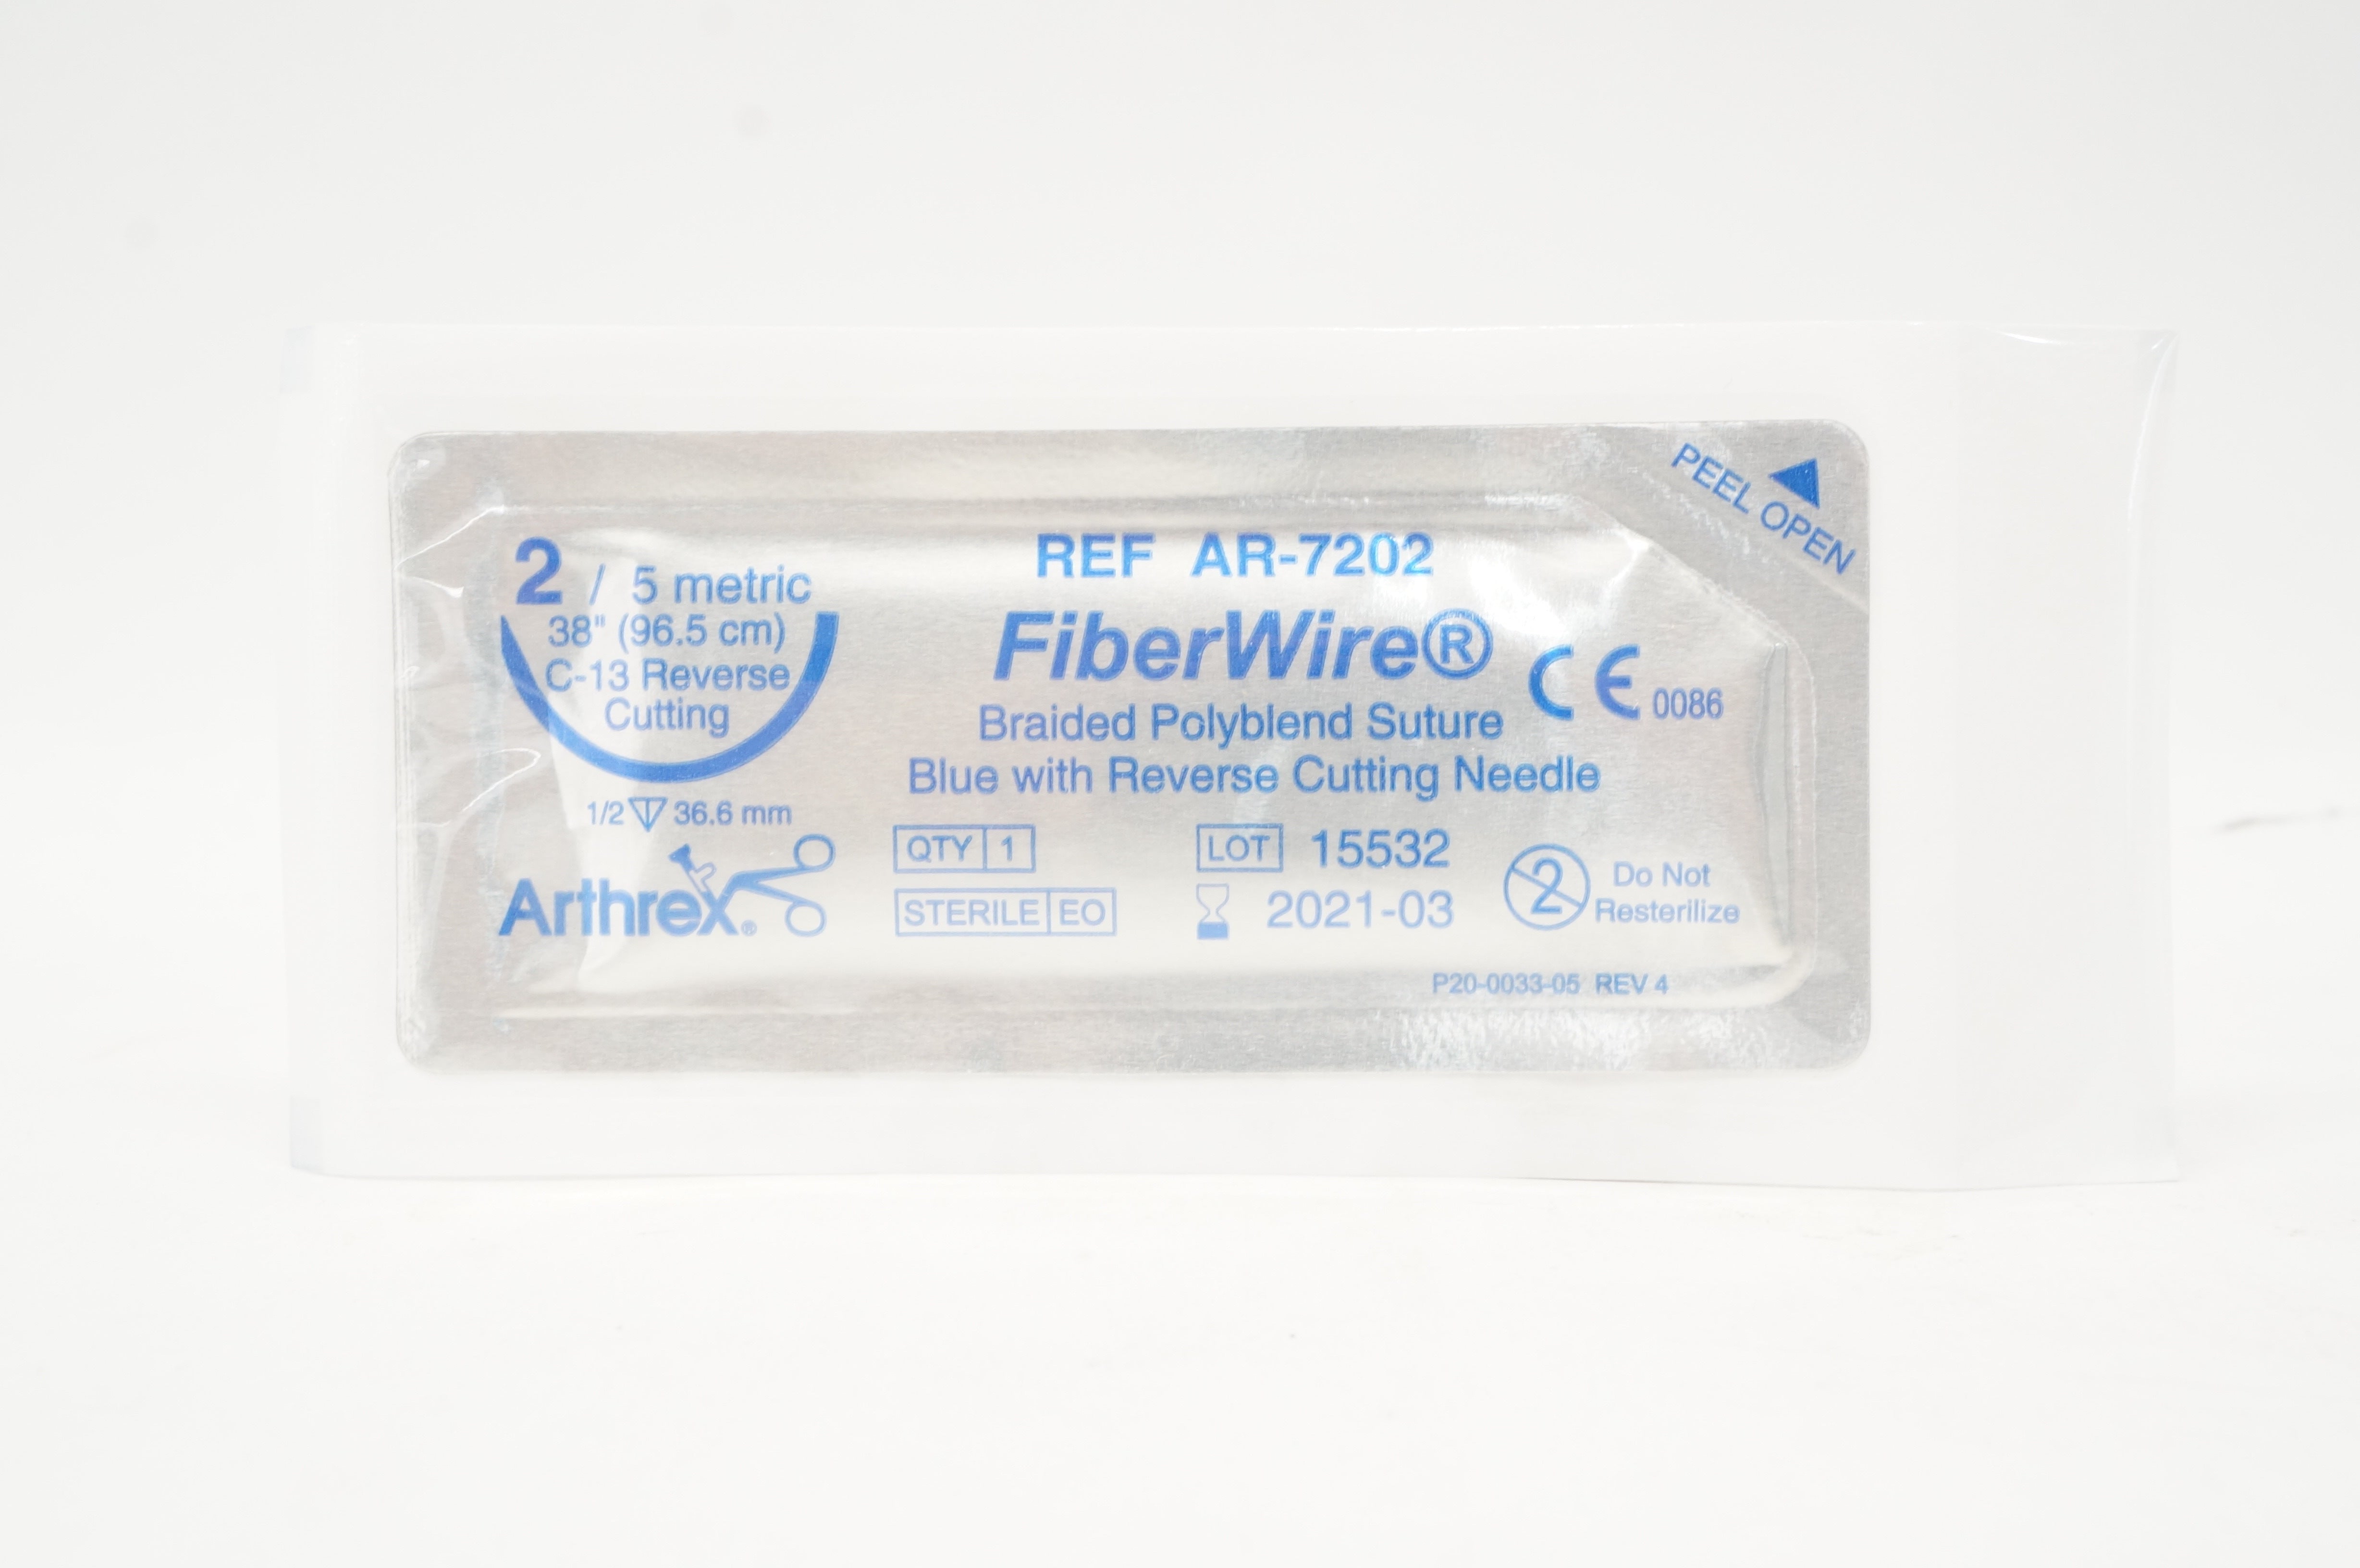 PEEL OPEN
2 / 5 metric
38" (96.5 cm)
C-13 Reverse
Cutting
1/2 36.6 mm
Arthrex®
REF AR-7202
FiberWire®
Braided Polyblend Suture
Blue with Reverse Cutting Needle
CE 0086
QTY 1
STERILE EO
LOT 15532
2021-03
2 Do Not
Resterilize
P20-0033-05 REV 4